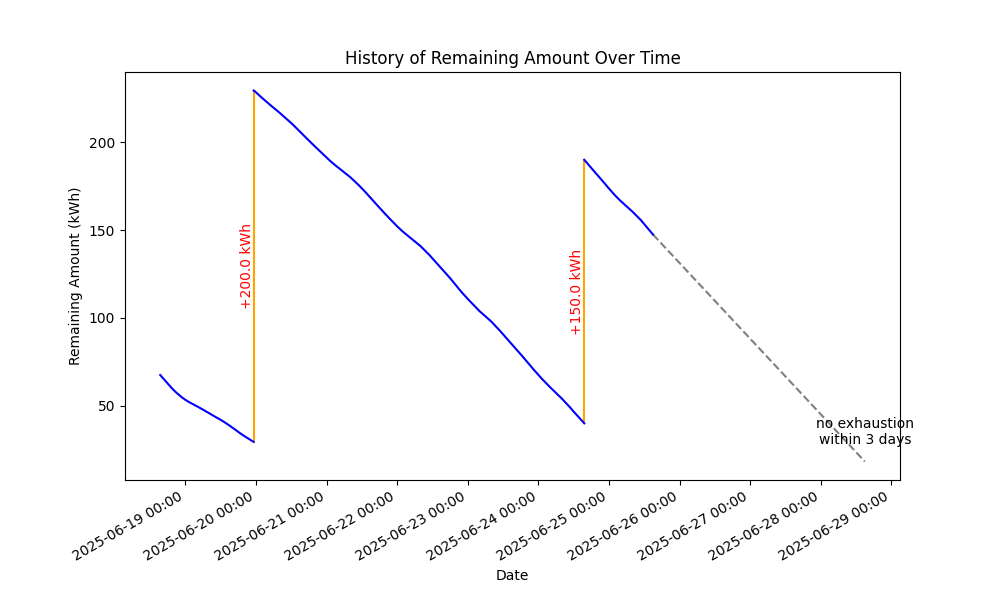 History of Remaining Amount Over Time
Remaining Amount (kWh)
200
150
100
50
+200.0 kWh
+150.0 kWh
no exhaustion
within 3 days
2025-06-19 00:00
2025-06-20 00:00
2025-06-21 00:00
2025-06-22 00:00
2025-06-23 00:00
2025-06-24 00:00
2025-06-25 00:00
2025-06-26 00:00
2025-06-27 00:00
2025-06-28 00:00
2025-06-29 00:00
Date